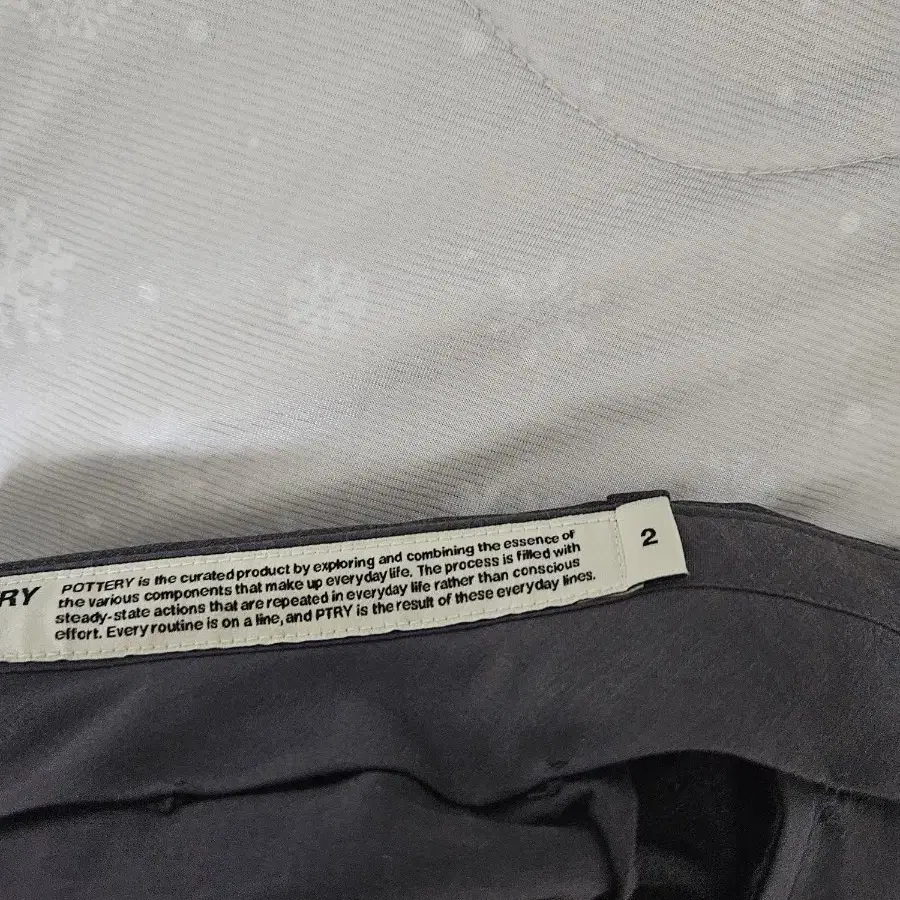 RY
POTTERY is the curated product by exploring and combining the essence of
the various components that make up everyday life. The process is filled with
steady-state actions that are repeated in everyday life rather than conscious
effort. Every routine is on a line, and PTRY is the result of these everyday lines.
2